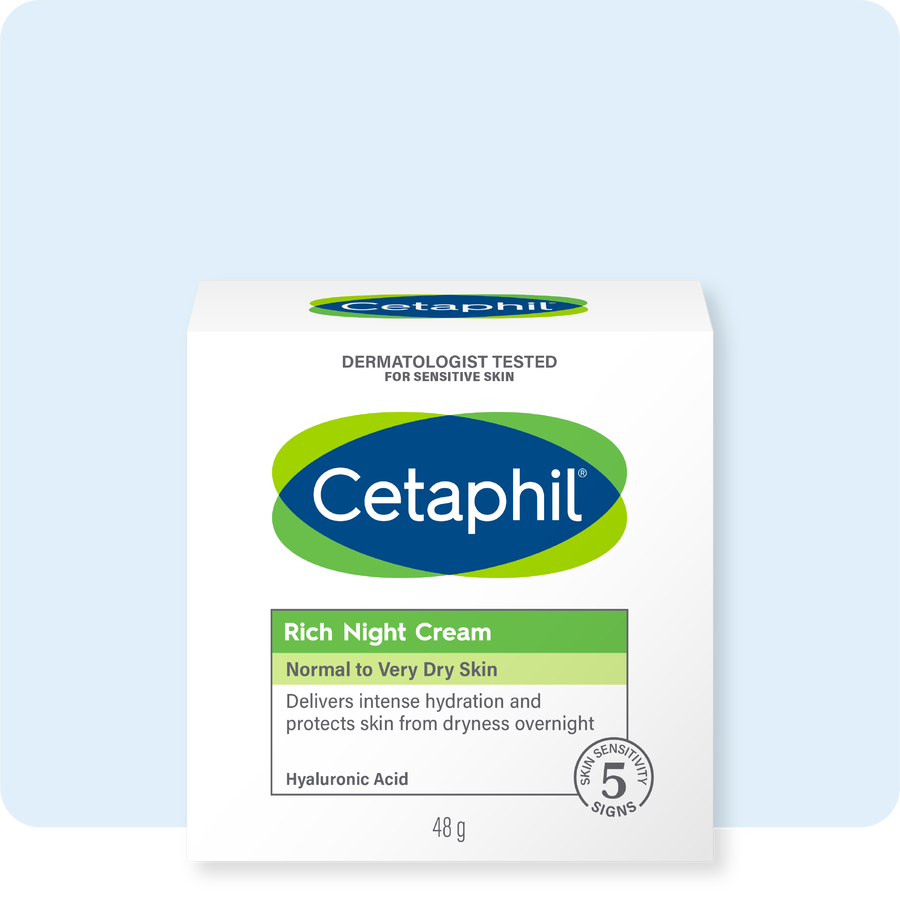 Cetaphil
DERMATOLOGIST TESTED
FOR SENSITIVE SKIN
Cetaphil®
Rich Night Cream
Normal to Very Dry Skin
Delivers intense hydration and
protects skin from dryness overnight
Hyaluronic Acid
SKIN SENSITIVITY
5
SIGNS
48 g